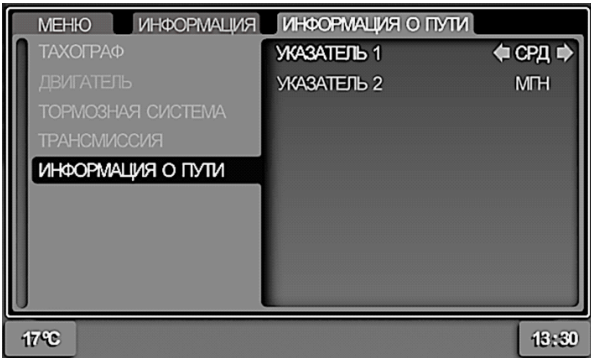 МЕНЮ ИНФОРМАЦИЯ ИНФОРМАЦИЯ О ПУТИ
ТАХОГРАФ
ДВИГАТЕЛЬ
ТОРМОЗНАЯ СИСТЕМА
ТРАНСМИССИЯ
ИНФОРМАЦИЯ О ПУТИ
УКАЗАТЕЛЬ 1 СРД
УКАЗАТЕЛЬ 2 МГН
17°C 13:30